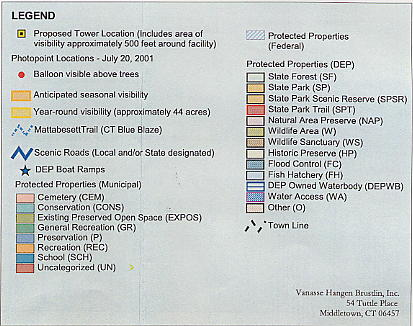 LEGEND
Proposed Tower Location (Includes area of
visibility approximately 500 feet around facility)
Photopoint Locations - July 20, 2001
Balloon visible above trees
Anticipated seasonal visibility
Year-round visibility (approximately 44 acres)
MattabesettTrail (CT Blue Blaze)
Scenic Roads (Local and/or State designated)
DEP Boat Ramps
Protected Properties (Municipal)
Cemetery (CEM)
Conservation (CONS)
Existing Preserved Open Space (EXPOS)
General Recreation (GR)
Preservation (P)
Recreation (REC)
School (SCH)
Uncategorized (UN)
Protected Properties
(Federal)
Protected Properties (DEP)
State Forest (SF)
State Park (SP)
State Park Scenic Reserve (SPSR)
State Park Trail (SPT)
Natural Area Preserve (NAP)
Wildlife Area (W)
Wildlife Sanctuary (WS)
Historic Preserve (HP)
Flood Control (FC)
Fish Hatchery (FH)
DEP Owned Waterbody (DEPWB)
Water Access (WA)
Other (O)
Town Line
Vanasse Hangen Brustlin, Inc.
54 Tuttle Place
Middletown, CT 06457